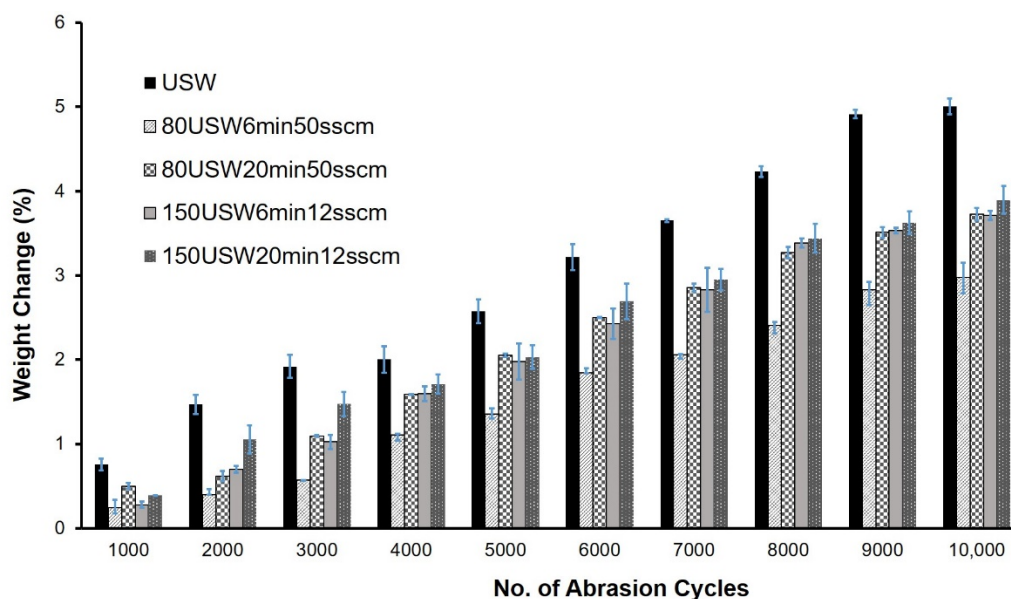 6
5
4
3
2
1
0
Weight Change (%)
USW
80USW6min50sscm
80USW20min50sscm
150USW6min12sscm
150USW20min12sscm
1000 2000 3000 4000 5000 6000 7000 8000 9000 10,000
No. of Abrasion Cycles